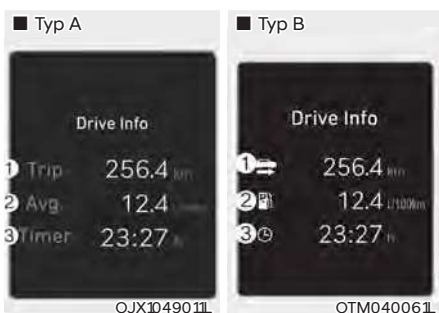 ■ Typ A
Drive Info
1 Trip 256.4 km
2 Avg. 12.4
3 Timer 23:27 h
OJX1049011L
■ Typ B
Drive Info
1 256.4 km
2 12.4 L/100km
3 23:27 h
OTM040061L